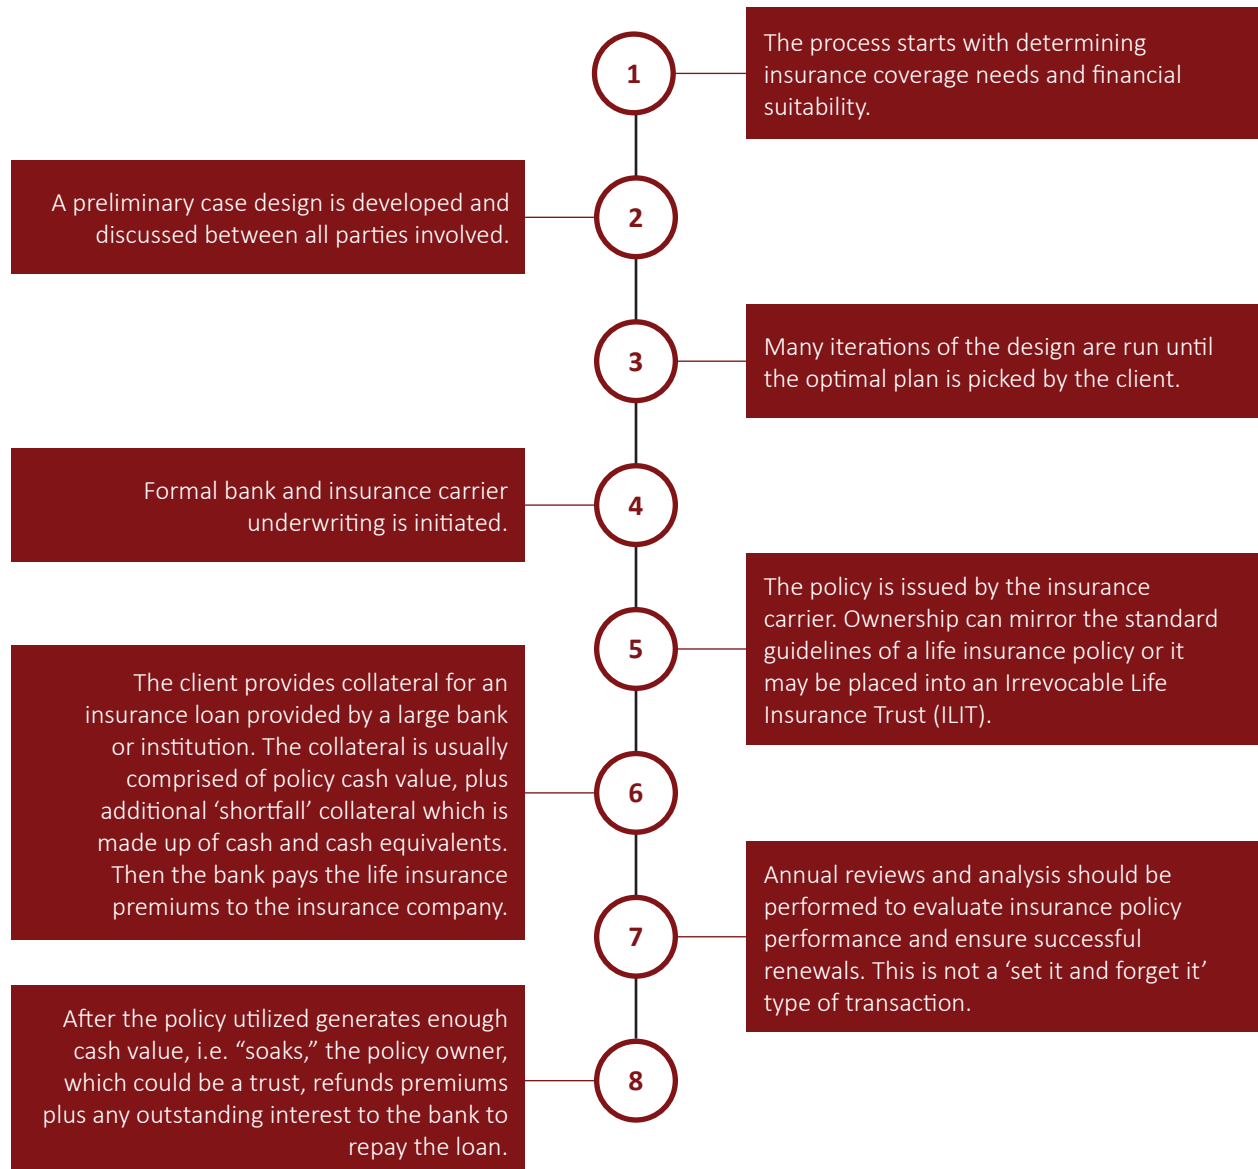 1
The process starts with determining
insurance coverage needs and financial
suitability.
2
A preliminary case design is developed and
discussed between all parties involved.
3
Many iterations of the design are run until
the optimal plan is picked by the client.
4
Formal bank and insurance carrier
underwriting is initiated.
5
The policy is issued by the insurance
carrier. Ownership can mirror the standard
guidelines of a life insurance policy or it
may be placed into an Irrevocable Life
Insurance Trust (ILIT).
6
The client provides collateral for an
insurance loan provided by a large bank
or institution. The collateral is usually
comprised of policy cash value, plus
additional ‘shortfall’ collateral which is
made up of cash and cash equivalents.
Then the bank pays the life insurance
premiums to the insurance company.
7
Annual reviews and analysis should be
performed to evaluate insurance policy
performance and ensure successful
renewals. This is not a ‘set it and forget it’
type of transaction.
8
After the policy utilized generates enough
cash value, i.e. “soaks,” the policy owner,
which could be a trust, refunds premiums
plus any outstanding interest to the bank to
repay the loan.